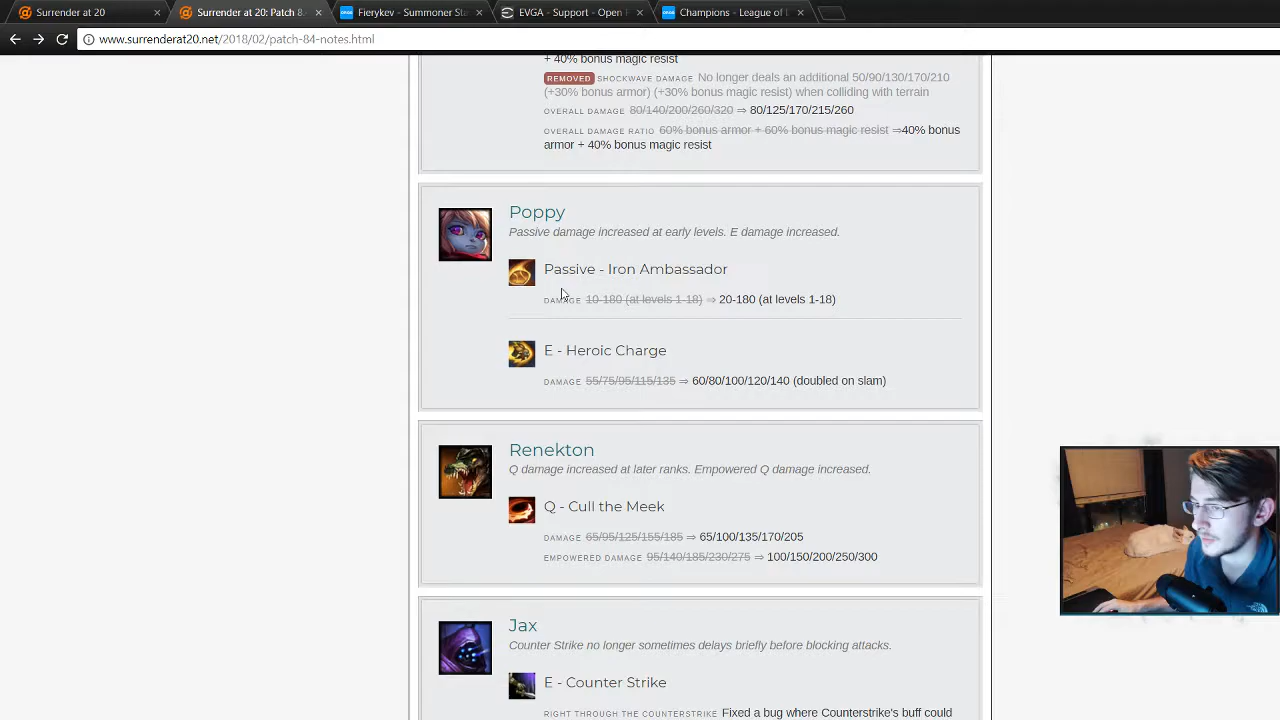 Surrender at 20
Surrender at 20: Patch 8.
Fierykev - Summoner Sta
EVGA - Support - Open
Champions - League of L
www.surrenderat20.net/2018/02/patch-84-notes.html
+ 40% bonus magic resist
REMOVED SHOCKWAVE DAMAGE No longer deals an additional 50/90/130/170/210
(+30% bonus armor) (+30% bonus magic resist) when colliding with terrain
OVERALL DAMAGE 80/140/200/260/320 ⇒ 80/125/170/215/260
OVERALL DAMAGE RATIO 60% bonus armor + 60% bonus magic resist ⇒40% bonus
armor + 40% bonus magic resist
Poppy
Passive damage increased at early levels. E damage increased.
Passive - Iron Ambassador
DAMAGE 10-180 (at levels 1-18) ⇒ 20-180 (at levels 1-18)
E - Heroic Charge
DAMAGE 55/75/95/115/135 ⇒ 60/80/100/120/140 (doubled on slam)
Renekton
Q damage increased at later ranks. Empowered Q damage increased.
Q - Cull the Meek
DAMAGE 65/95/125/155/185 ⇒ 65/100/135/170/205
EMPOWERED DAMAGE 95/140/185/230/275 ⇒ 100/150/200/250/300
Jax
Counter Strike no longer sometimes delays briefly before blocking attacks.
E - Counter Strike
RIGHT THROUGH THE COUNTERSTRIKE Fixed a bug where Counterstrike's buff could